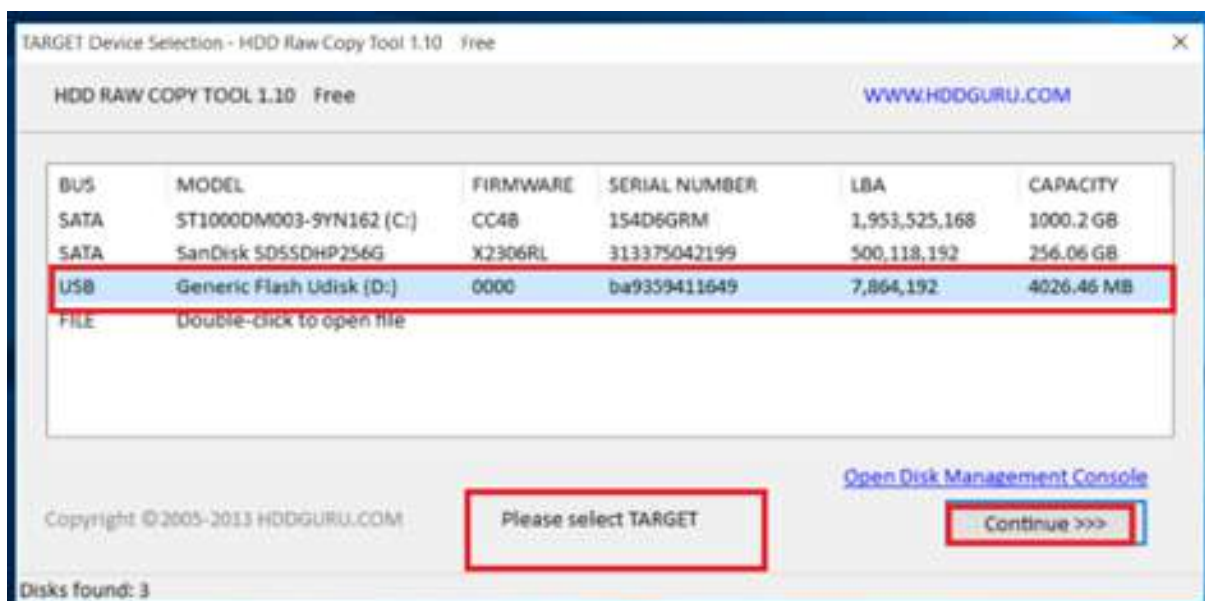 TARGET Device Selection - HDD Raw Copy Tool 1.10 Free
HDD RAW COPY TOOL 1.10 Free WWW.HDDGURU.COM
BUS MODEL FIRMWARE SERIAL NUMBER LBA CAPACITY
SATA ST1000DM003-9YN162 (C:) CC4B 1S4D6GRM 1,953,525,168 1000.2 GB
SATA SanDisk SDSSDHP256G X2306RL 313375042199 500,118,192 256.06 GB
USB Generic Flash Udisk (D:) 0000 ba9359411649 7,864,192 4026.46 MB
FILE Double-click to open file
Open Disk Management Console
Copyright ©2005-2013 HDDGURU.COM Please select TARGET Continue >>>
Disks found: 3